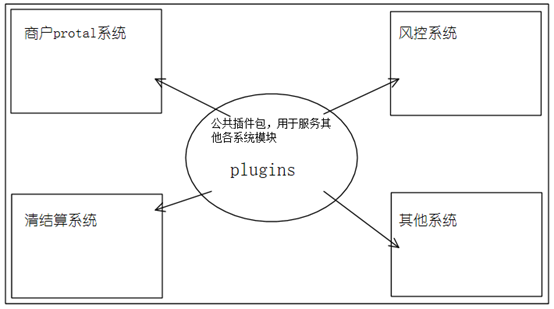 商户protal系统
风控系统
公共插件包，用于服务其
他各系统模块
plugins
清结算系统
其他系统